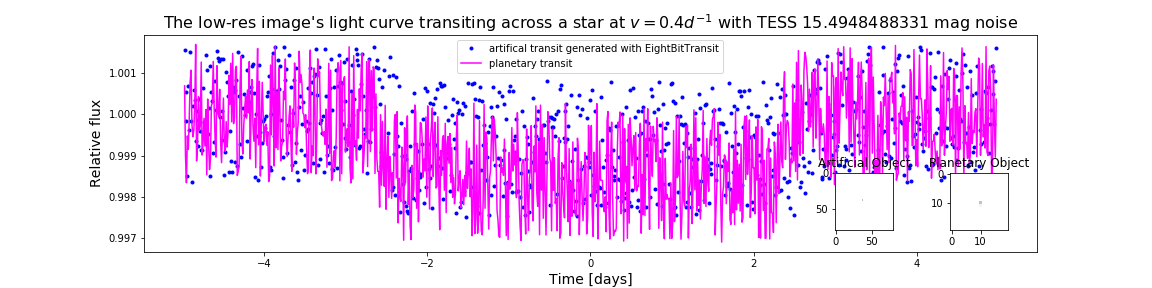 The low-res image's light curve transiting across a star at v = 0.4d⁻¹ with TESS 15.4948488331 mag noise
artifical transit generated with EightBitTransit
planetary transit
Relative flux
1.001
1.000
0.999
0.998
0.997
Artificial Object
0
50
0 50
Planetary Object
0
10
0 10
−4 −2 0 2 4
Time [days]